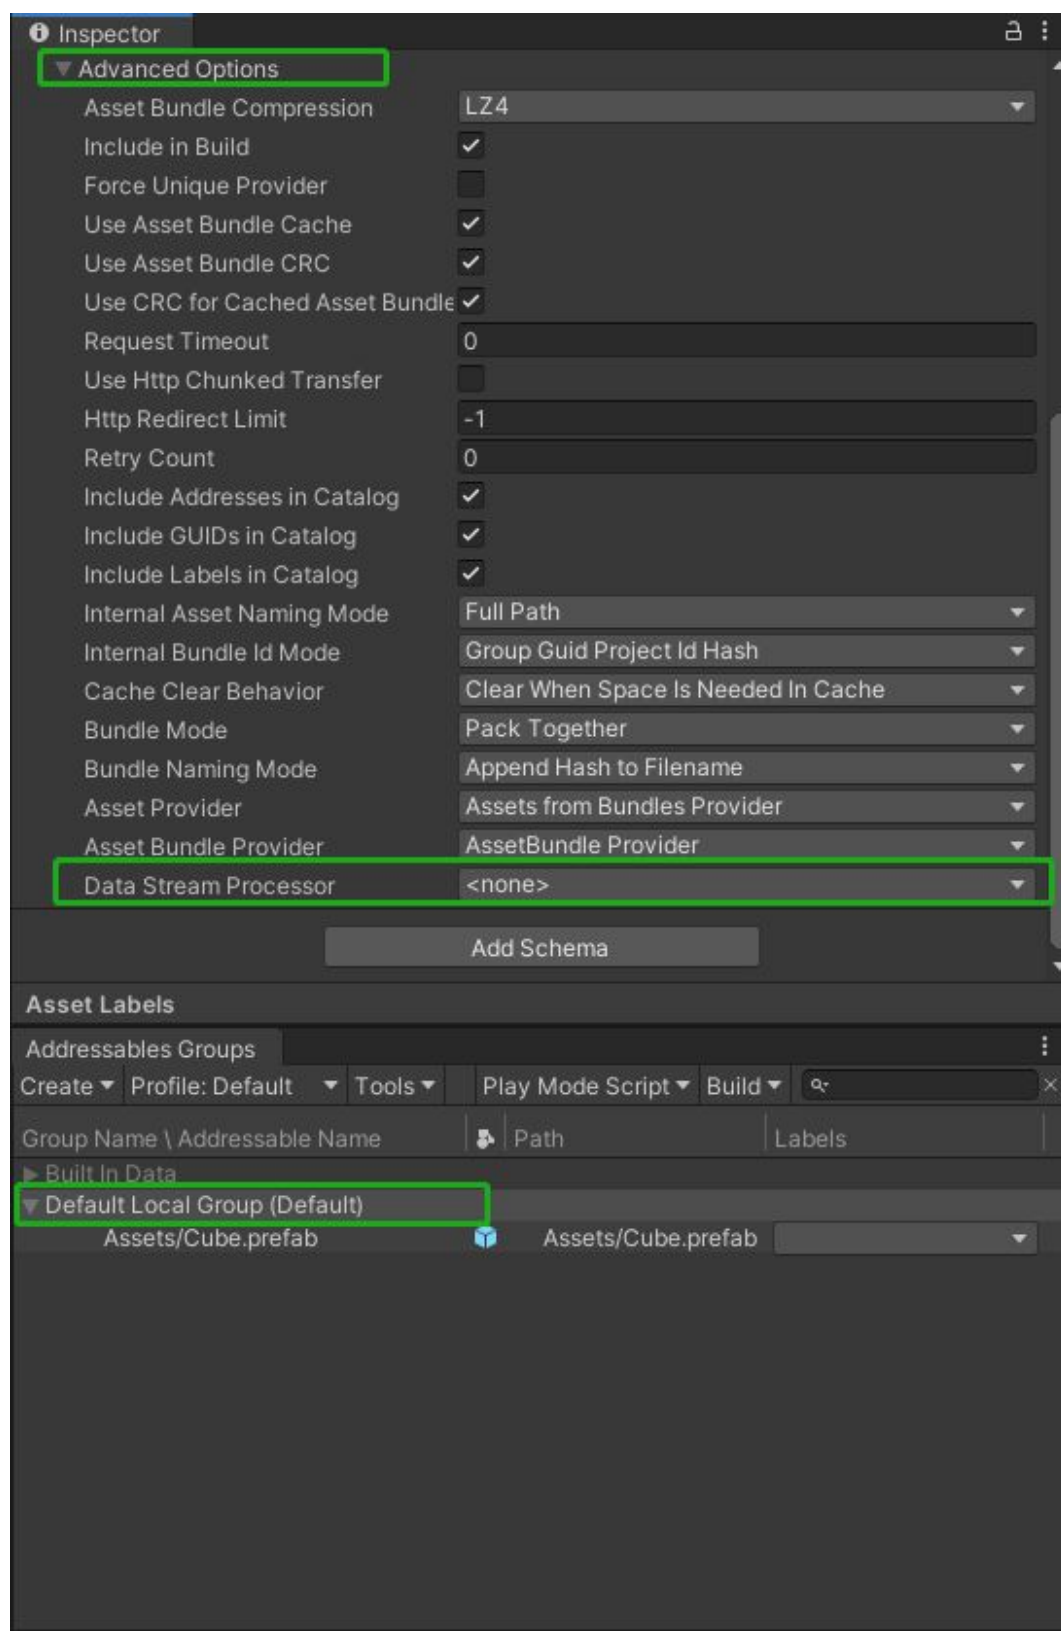 Inspector
Advanced Options
Asset Bundle Compression LZ4
Include in Build
Force Unique Provider
Use Asset Bundle Cache
Use Asset Bundle CRC
Use CRC for Cached Asset Bundle
Request Timeout 0
Use Http Chunked Transfer
Http Redirect Limit -1
Retry Count 0
Include Addresses in Catalog
Include GUIDs in Catalog
Include Labels in Catalog
Internal Asset Naming Mode Full Path
Internal Bundle Id Mode Group Guid Project Id Hash
Cache Clear Behavior Clear When Space Is Needed In Cache
Bundle Mode Pack Together
Bundle Naming Mode Append Hash to Filename
Asset Provider Assets from Bundles Provider
Asset Bundle Provider AssetBundle Provider
Data Stream Processor <none>
Add Schema
Asset Labels
Addressables Groups
Create Profile: Default Tools Play Mode Script Build
Group Name \ Addressable Name Path Labels
Built In Data
Default Local Group (Default)
Assets/Cube.prefab Assets/Cube.prefab